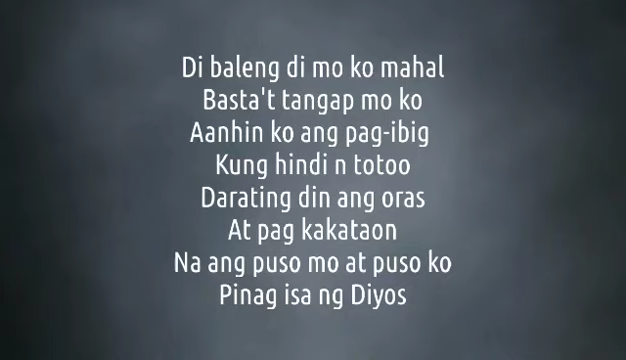 Di baleng di mo ko mahal
Basta't tangap mo ko
Aanhin ko ang pag-ibig
Kung hindi n totoo
Darating din ang oras
At pag kakataon
Na ang puso mo at puso ko
Pinag isa ng Diyos